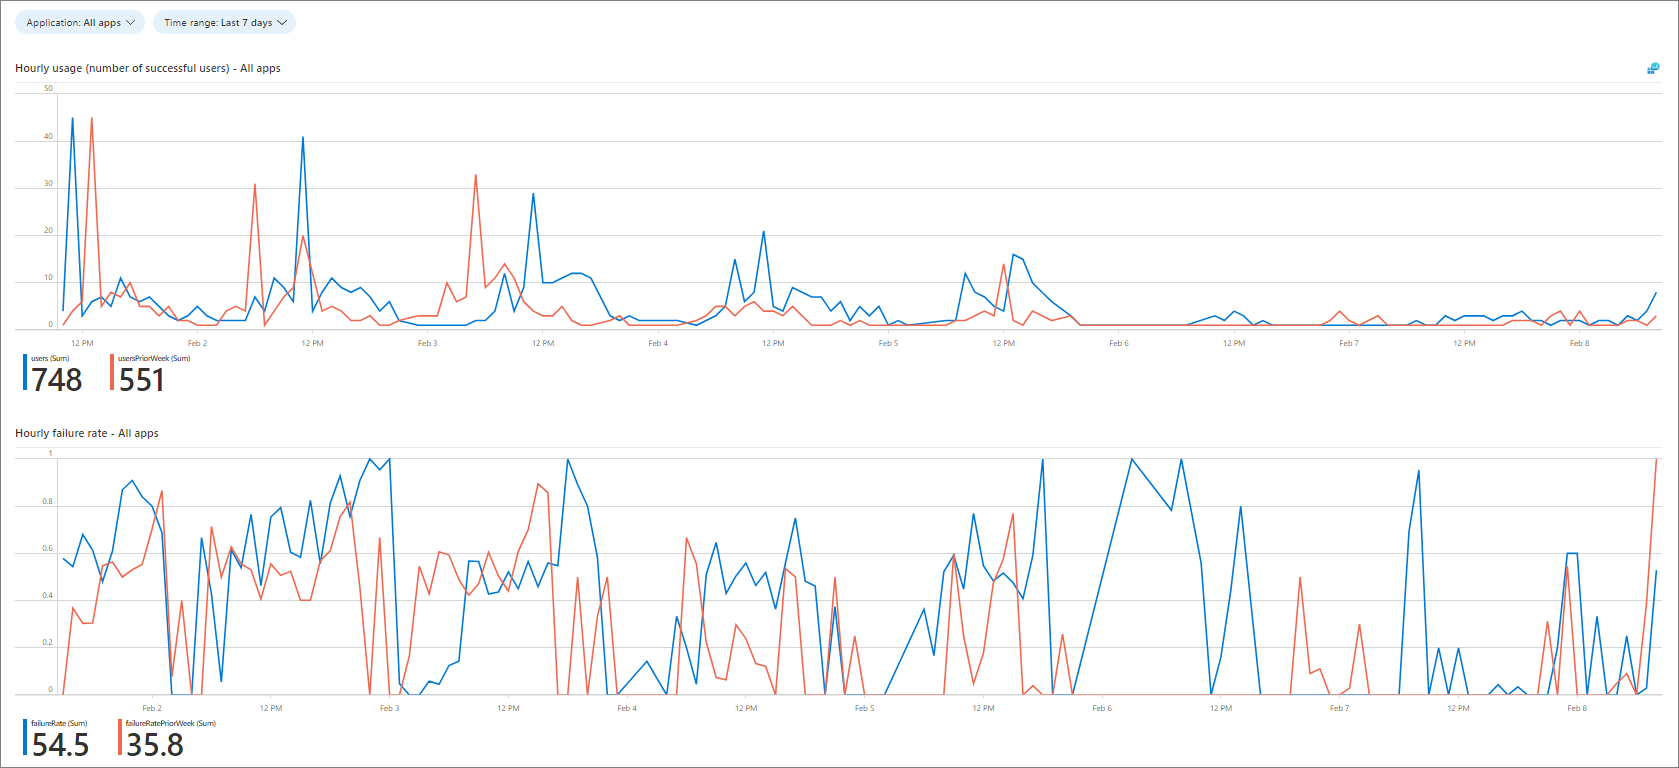 Application: All apps Time range: Last 7 days
Hourly usage (number of successful users) - All apps
50
40
30
20
10
0
12 PM Feb 2 12 PM Feb 3 12 PM Feb 4 12 PM Feb 5 12 PM Feb 6 12 PM Feb 7 12 PM Feb 8
users (Sum) usersPriorWeek (Sum)
748 551
Hourly failure rate - All apps
1
0.8
0.6
0.4
0.2
0
Feb 2 12 PM Feb 3 12 PM Feb 4 12 PM Feb 5 12 PM Feb 6 12 PM Feb 7 12 PM Feb 8
failureRate (Sum) failureRatePriorWeek (Sum)
54.5 35.8